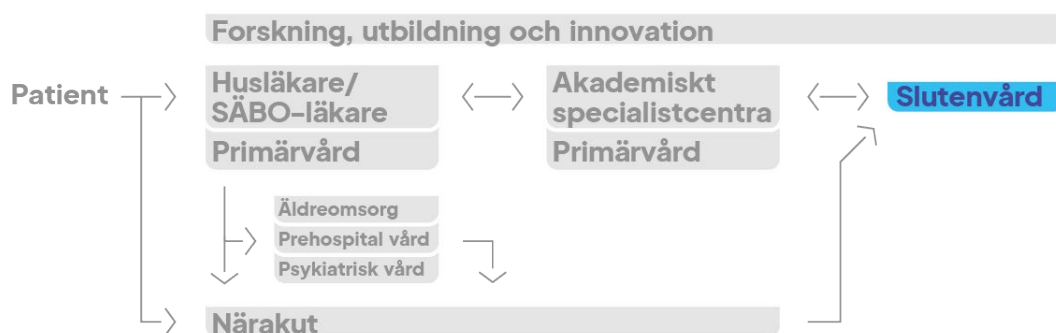 Forskning, utbildning och innovation
Patient
Husläkare/
SÄBO-läkare
Primärvård
Akademiskt
specialistcentra
Primärvård
Slutenvård
Äldreomsorg
Prehospital vård
Psykiatrisk vård
Närakut